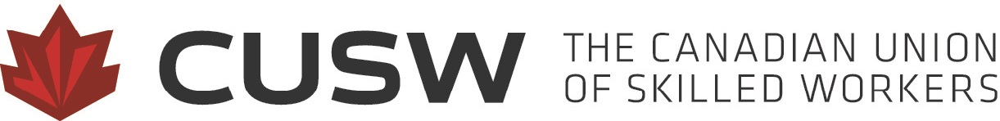 CUSW
THE CANADIAN UNION
OF SKILLED WORKERS